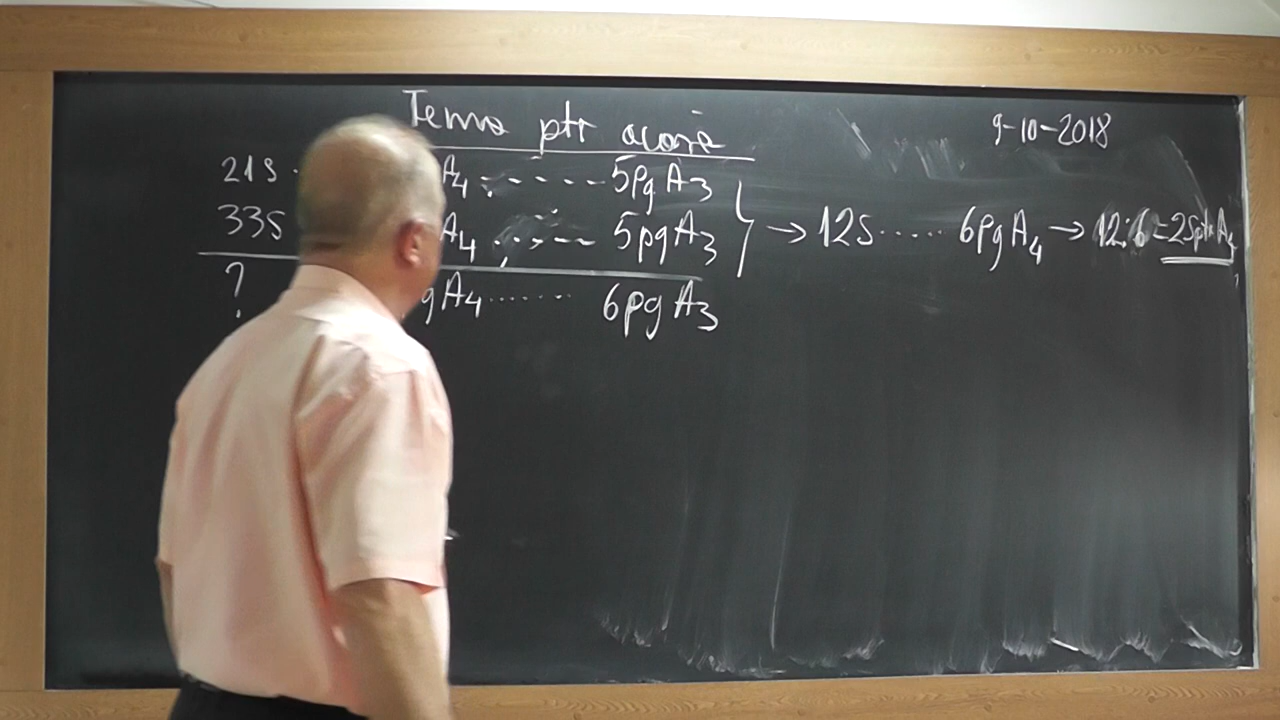 Tema ptr acasă
9-10-2018
21s A4 ..... 5pg A3
33s A4 ..... 5pg A3 } → 12s ..... 6pg A4 → 12:6=2s ptr A4
? g A4 ....... 6pg A3